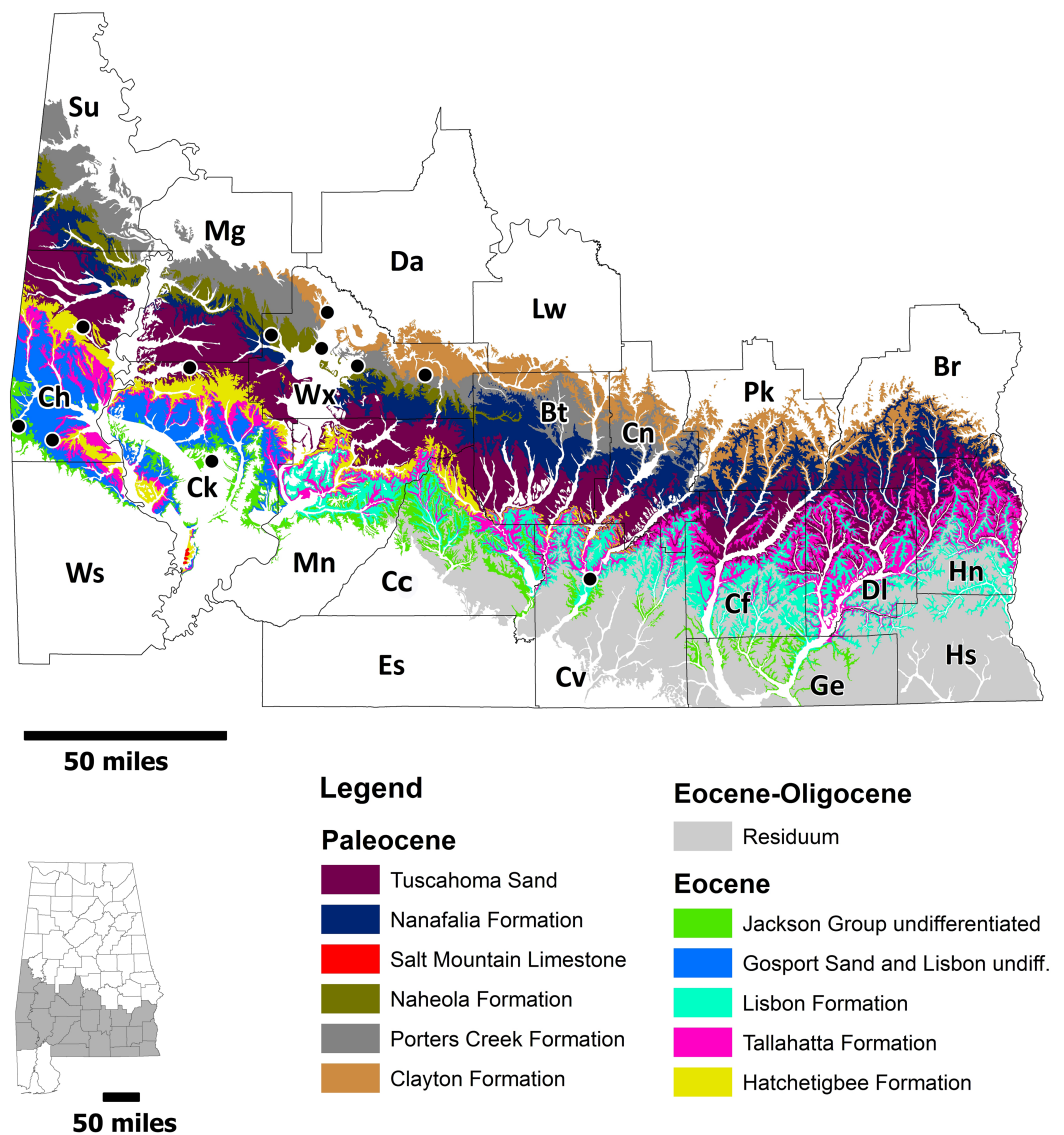 Su
Mg
Da
Lw
Br
Pk
Wx
Ch
Bt
Cn
Ck
Ws
Mn
Cc
Cf
Dl
Hn
Es
Cv
Ge
Hs
50 miles
Legend
Paleocene
Tuscahoma Sand
Nanafalia Formation
Salt Mountain Limestone
Naheola Formation
Porters Creek Formation
Clayton Formation
Eocene-Oligocene
Residuum
Eocene
Jackson Group undifferentiated
Gosport Sand and Lisbon undiff.
Lisbon Formation
Tallahatta Formation
Hatchetigbee Formation
50 miles